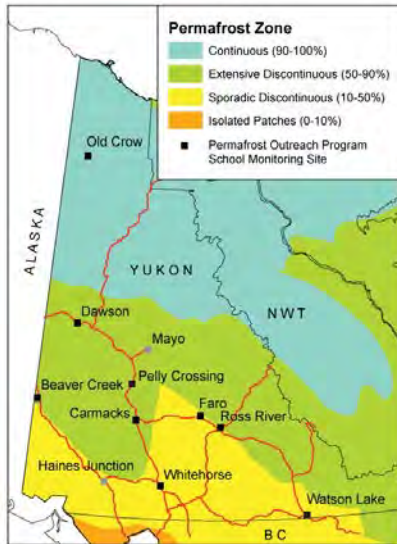 Permafrost Zone
Continuous (90-100%)
Extensive Discontinuous (50-90%)
Sporadic Discontinuous (10-50%)
Isolated Patches (0-10%)
Permafrost Outreach Program
School Monitoring Site
Old Crow
ALASKA
YUKON
NWT
Dawson
Mayo
Beaver Creek
Pelly Crossing
Carmacks
Faro
Ross River
Haines Junction
Whitehorse
Watson Lake
BC